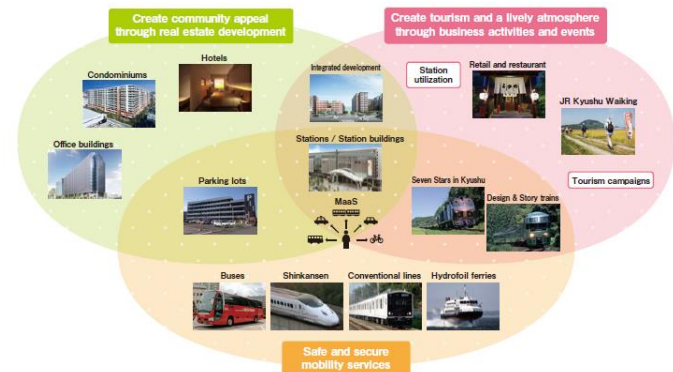 Create community appeal
through real estate development
Create tourism and a lively atmosphere
through business activities and events
Hotels
Condominiums
Office buildings
Integrated development
Station
utilization
Retail and restaurant
JR Kyushu Waiking
Stations / Station buildings
Parking lots
MaaS
Seven Stars in Kyushu
Design & Story trains
Tourism campaigns
Buses
Shinkansen
Conventional lines
Hydrofoil ferries
Safe and secure
mobility services